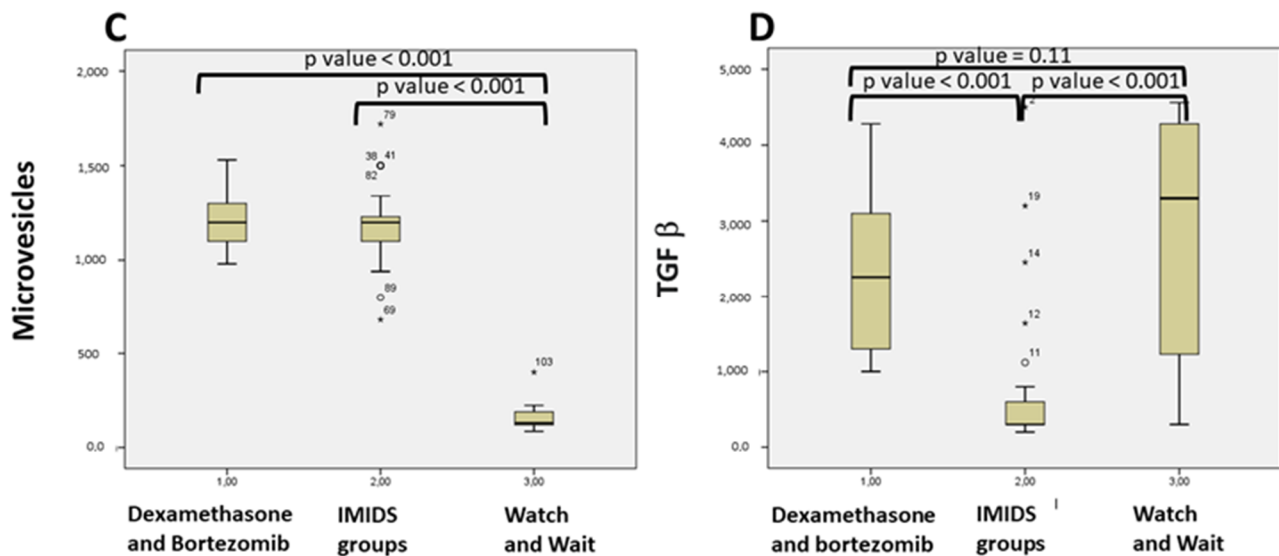 C
p value < 0.001
p value < 0.001
2,000
1,500
1,000
500
0,0
Microvesicles
79
38 41
82
89
69
103
1,00 2,00 3,00
Dexamethasone
and Bortezomib
IMIDS
groups
Watch
and Wait
D
p value = 0.11
p value < 0.001 p value < 0.001
5,000
4,000
3,000
2,000
1,000
0,0
TGF β
2
19
14
12
11
1,00 2,00 3,00
Dexamethasone
and bortezomib
IMIDS
groups
Watch
and Wait